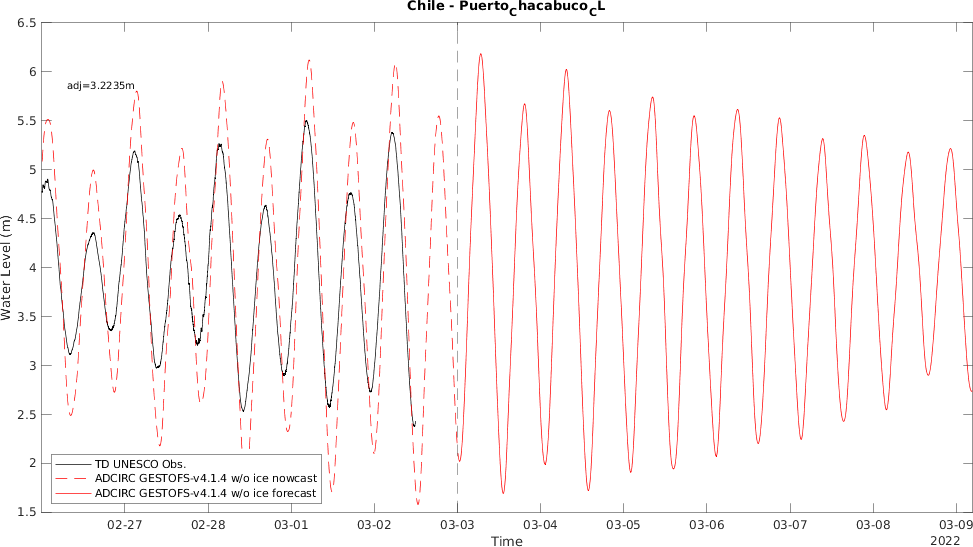 Chile - Puerto_Chacabuco_CL
6.5
6
5.5
5
4.5
4
3.5
3
2.5
2
1.5
Water Level (m)
adj=3.2235m
TD UNESCO Obs.
ADCIRC GESTOFS-v4.1.4 w/o ice nowcast
ADCIRC GESTOFS-v4.1.4 w/o ice forecast
02-27 02-28 03-01 03-02 03-03 03-04 03-05 03-06 03-07 03-08 03-09
Time
2022